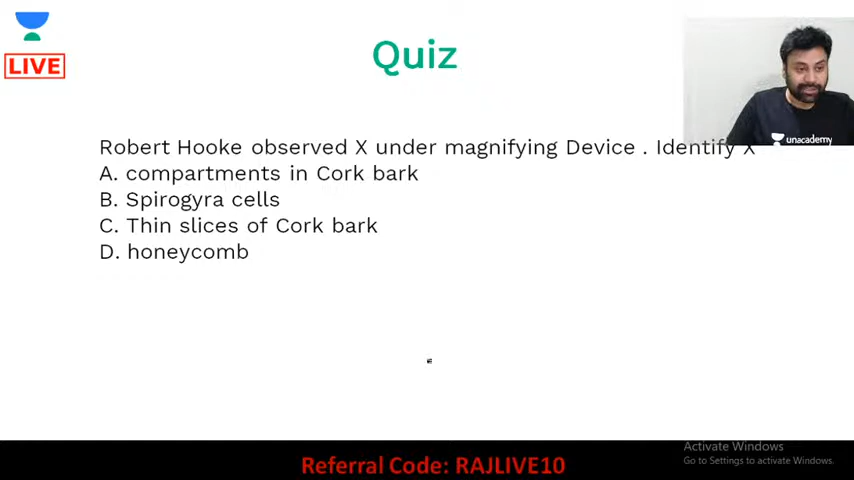 LIVE
Quiz
unacademy
Robert Hooke observed X under magnifying Device . Identify X
A. compartments in Cork bark
B. Spirogyra cells
C. Thin slices of Cork bark
D. honeycomb
Activate Windows
Go to Settings to activate Windows.
Referral Code: RAJLIVE10